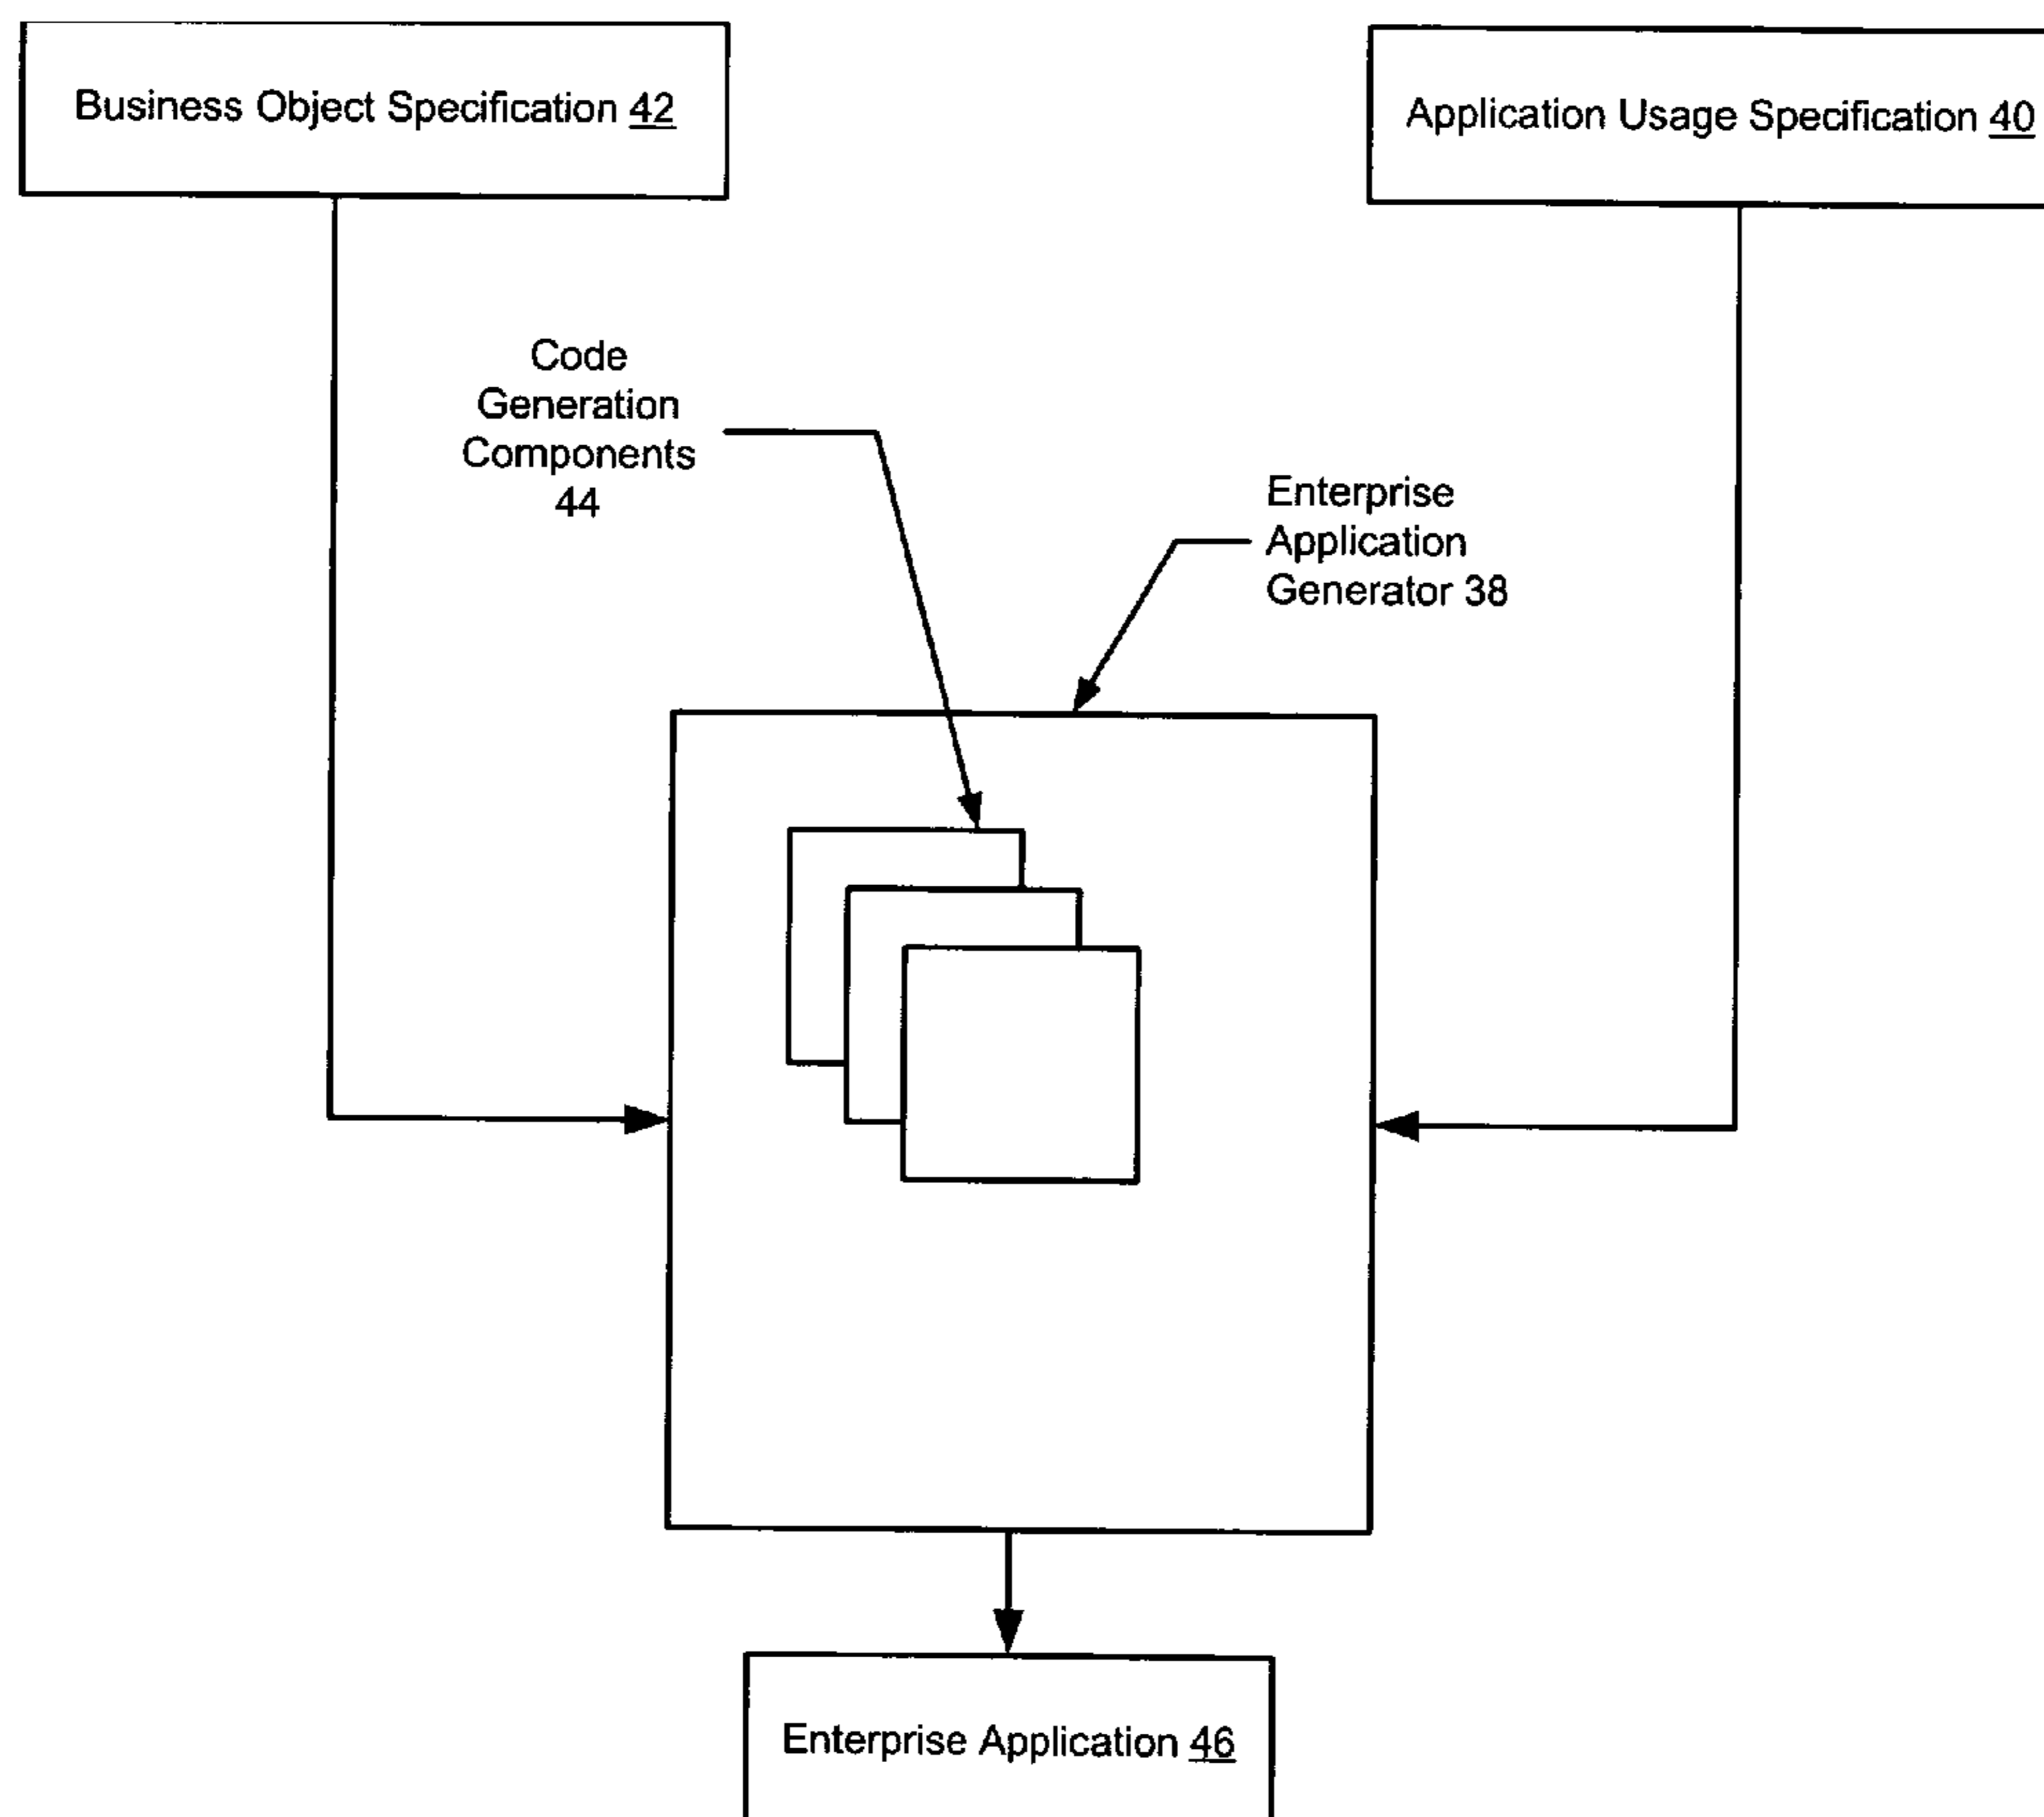 Business Object Specification 42
Application Usage Specification 40
Code
Generation
Components
44
Enterprise
Application
Generator 38
Enterprise Application 46